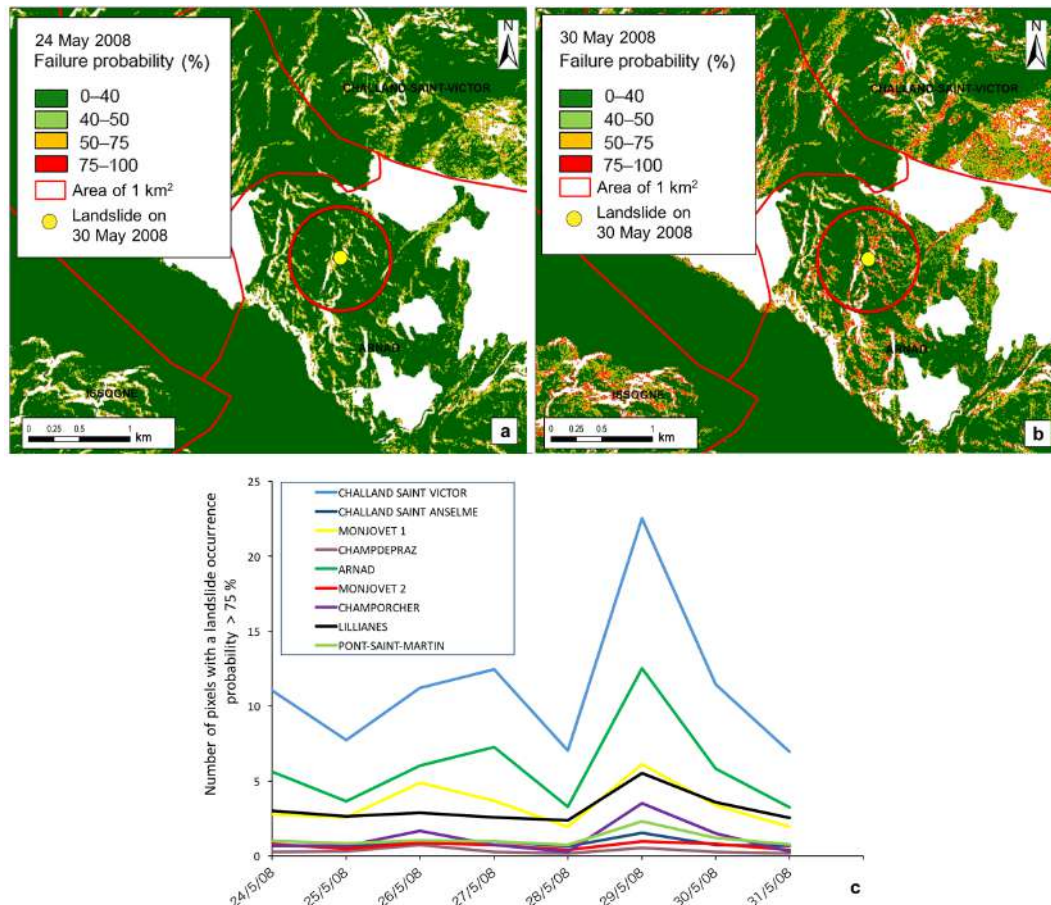 24 May 2008
Failure probability (%)
0–40
40–50
50–75
75–100
Area of 1 km²
Landslide on
30 May 2008
N
CHALLAND-SAINT-VICTOR
ARNAD
ISSOGNE
0 0.25 0.5 1
km
a
30 May 2008
Failure probability (%)
0–40
40–50
50–75
75–100
Area of 1 km²
Landslide on
30 May 2008
N
CHALLAND-SAINT-VICTOR
ARNAD
ISSOGNE
0 0.25 0.5 1
km
b
Number of pixels with a landslide occurrence
probability > 75 %
25
20
15
10
5
0
CHALLAND SAINT VICTOR
CHALLAND SAINT ANSELME
MONJOVET 1
CHAMPDEPRAZ
ARNAD
MONJOVET 2
CHAMPORCHER
LILLIANES
PONT-SAINT-MARTIN
24/5/08
25/5/08
26/5/08
27/5/08
28/5/08
29/5/08
30/5/08
31/5/08
c